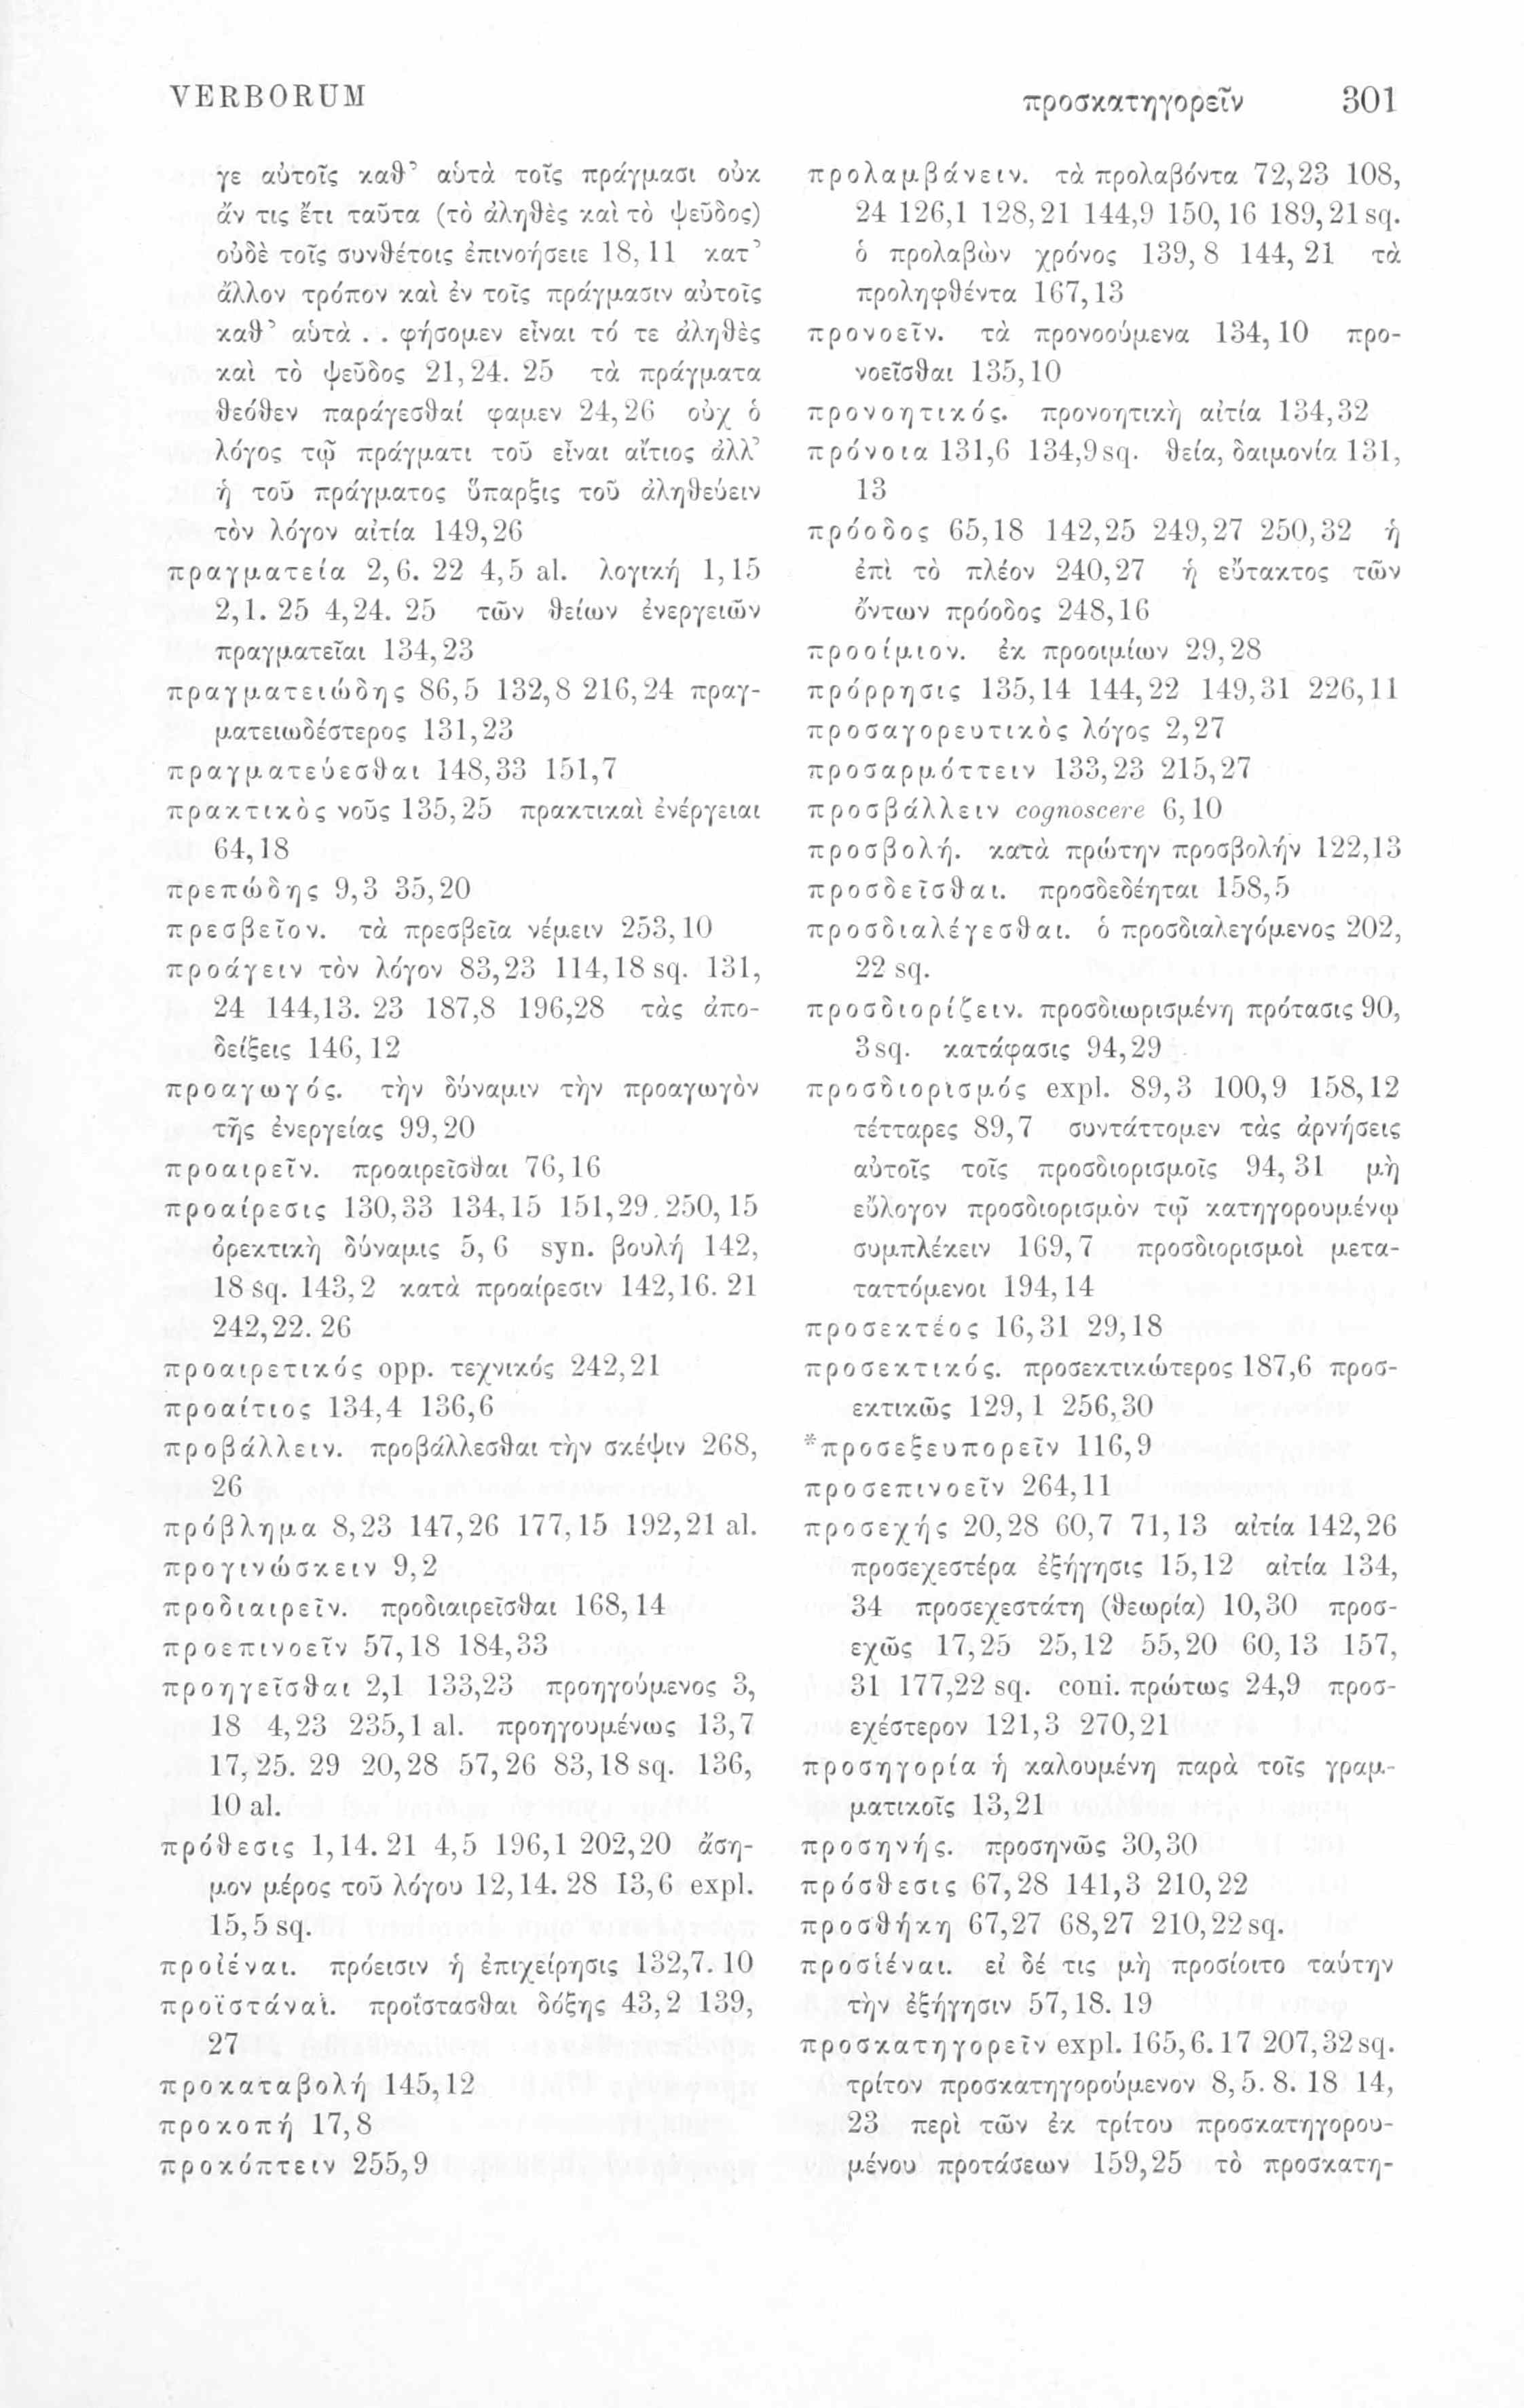 VERBORUM προσκατηγορεῖν 301
γε αὐτοῖς καθ’ αὑτὰ τοῖς πράγμασι οὐκ
ἄν τις ἔτι ταῦτα (τὸ ἀληθὲς καὶ τὸ ψεῦδος)
οὐδὲ τοῖς συνθέτοις ἐπινοήσειε 18, 11 κατ’
ἄλλον τρόπον καὶ ἐν τοῖς πράγμασιν αὐτοῖς
καθ’ αὑτὰ . . φήσομεν εἶναι τό τε ἀληθὲς
καὶ τὸ ψεῦδος 21,24. 25 τὰ πράγματα
θεόθεν παράγεσθαί φαμεν 24,26 οὐχ ὁ
λόγος τῷ πράγματι τοῦ εἶναι αἴτιος ἀλλ’
ἡ τοῦ πράγματος ὕπαρξις τοῦ ἀληθεύειν
τὸν λόγον αἰτία 149,26
πραγματεία 2,6. 22 4,5 al. λογική 1,15
2,1. 25 4,24. 25 τῶν θείων ἐνεργειῶν
πραγματεῖαι 134,23
πραγματειώδης 86,5 132,8 216,24 πραγ-
ματειωδέστερος 131,23
πραγματεύεσθαι 148,33 151,7
πρακτικὸς νοῦς 135,25 πρακτικαὶ ἐνέργειαι
64,18
πρεπώδης 9,3 35,20
πρεσβεῖον. τὰ πρεσβεῖα νέμειν 253,10
προάγειν τὸν λόγον 83,23 114,18 sq. 131,
24 144,13. 23 187,8 196,28 τὰς ἀπο-
δείξεις 146,12
προαγωγός. τὴν δύναμιν τὴν προαγωγὸν
τῆς ἐνεργείας 99,20
προαιρεῖν. προαιρεῖσθαι 76,16
προαίρεσις 130,33 134,15 151,29. 250,15
ὀρεκτικὴ δύναμις 5,6 syn. βουλή 142,
18 sq. 143,2 κατὰ προαίρεσιν 142,16. 21
242,22. 26
προαιρετικός opp. τεχνικός 242,21
προαίτιος 134,4 136,6
προβάλλειν. προβάλλεσθαι τὴν σκέψιν 268,
26
πρόβλημα 8,23 147,26 177,15 192,21 al.
προγινώσκειν 9,2
προδιαιρεῖν. προδιαιρεῖσθαι 168,14
προεπινοεῖν 57,18 184,33
προηγεῖσθαι 2,1 133,23 προηγούμενος 3,
18 4,23 235,1 al. προηγουμένως 13,7
17,25. 29 20,28 57,26 83,18 sq. 136,
10 al.
πρόθεσις 1,14. 21 4,5 196,1 202,20 ἄση-
μον μέρος τοῦ λόγου 12,14. 28 13,6 expl.
15,5 sq.
προϊέναι. πρόεισιν ἡ ἐπιχείρησις 132,7. 10
προϊστάναι. προΐστασθαι δόξης 43,2 139,
27
προκαταβολή 145,12
προκοπή 17,8
προκόπτειν 255,9
προλαμβάνειν. τὰ προλαβόντα 72,23 108,
24 126,1 128,21 144,9 150,16 189,21 sq.
ὁ προλαβὼν χρόνος 139,8 144,21 τὰ
προληφθέντα 167,13
προνοεῖν. τὰ προνοούμενα 134,10 προ-
νοεῖσθαι 135,10
προνοητικός. προνοητικὴ αἰτία 134,32
πρόνοια 131,6 134,9 sq. θεία, δαιμονία 131,
13
πρόοδος 65,18 142,25 249,27 250,32 ἡ
ἐπὶ τὸ πλέον 240,27 ἡ εὔτακτος τῶν
ὄντων πρόοδος 248,16
προοίμιον. ἐκ προοιμίων 29,28
πρόρρησις 135,14 144,22 149,31 226,11
προσαγορευτικὸς λόγος 2,27
προσαρμόττειν 133,23 215,27
προσβάλλειν cognoscere 6,10
προσβολή. κατὰ πρώτην προσβολήν 122,13
προσδεῖσθαι. προσδεδέηται 158,5
προσδιαλέγεσθαι. ὁ προσδιαλεγόμενος 202,
22 sq.
προσδιορίζειν. προσδιωρισμένη πρότασις 90,
3 sq. κατάφασις 94,29
προσδιορισμός expl. 89,3 100,9 158,12
τέτταρες 89,7 συντάττομεν τὰς ἀρνήσεις
αὐτοῖς τοῖς προσδιορισμοῖς 94,31 μὴ
εὔλογον προσδιορισμὸν τῷ κατηγορουμένῳ
συμπλέκειν 169,7 προσδιορισμοὶ μετα-
ταττόμενοι 194,14
προσεκτέος 16,31 29,18
προσεκτικός. προσεκτικώτερος 187,6 προσ-
εκτικῶς 129,1 256,30
*προσεξευπορεῖν 116,9
προσεπινοεῖν 264,11
προσεχής 20,28 60,7 71,13 αἰτία 142,26
προσεχεστέρα ἐξήγησις 15,12 αἰτία 134,
34 προσεχεστάτη (θεωρία) 10,30 προσ-
εχῶς 17,25 25,12 55,20 60,13 157,
31 177,22 sq. coni. πρώτως 24,9 προσ-
εχέστερον 121,3 270,21
προσηγορία ἡ καλουμένη παρὰ τοῖς γραμ-
ματικοῖς 13,21
προσηνής. προσηνῶς 30,30
πρόσθεσις 67,28 141,3 210,22
προσθήκη 67,27 68,27 210,22 sq.
προσιέναι. εἰ δέ τις μὴ προσίοιτο ταύτην
τὴν ἐξήγησιν 57,18. 19
προσκατηγορεῖν expl. 165,6. 17 207,32 sq.
τρίτον προσκατηγορούμενον 8,5. 8. 18 14,
23 περὶ τῶν ἐκ τρίτου προσκατηγορου-
μένου προτάσεων 159,25 τὸ προσκατη-